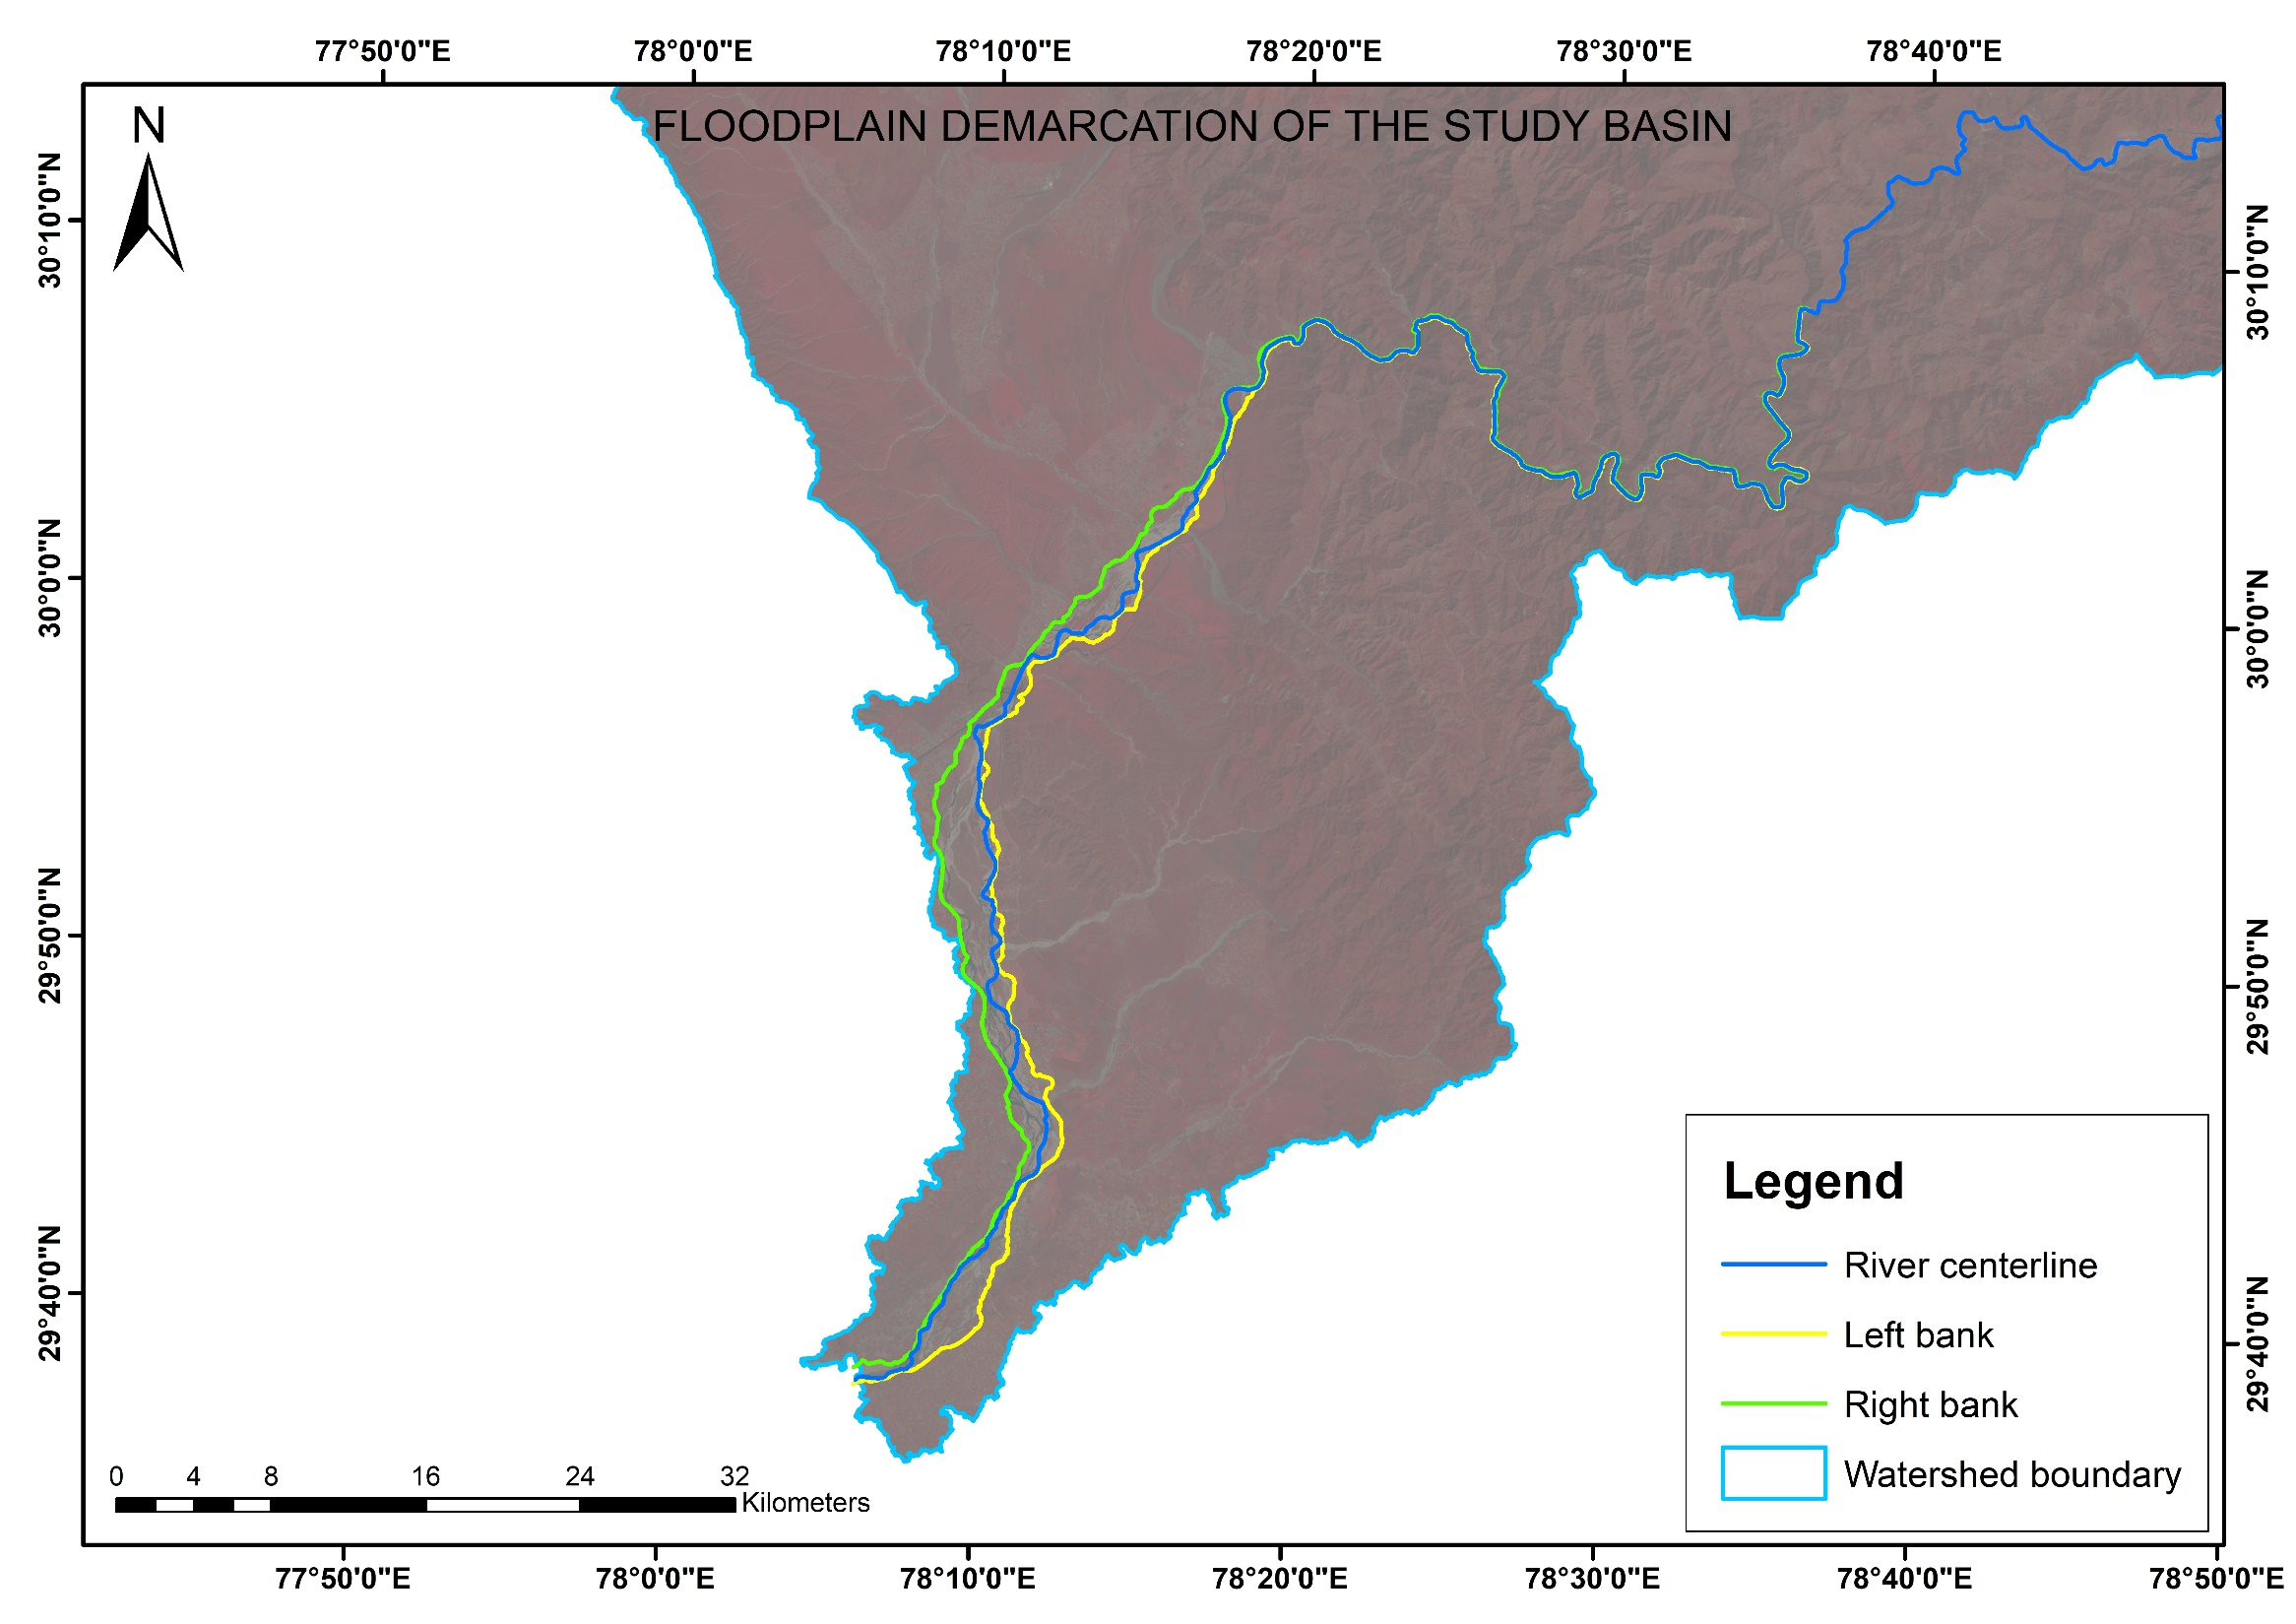 77°50'0"E 78°0'0"E 78°10'0"E 78°20'0"E 78°30'0"E 78°40'0"E
N
FLOODPLAIN DEMARCATION OF THE STUDY BASIN
30°10'0"N
30°0'0"N
29°50'0"N
29°40'0"N
30°10'0"N
30°0'0"N
29°50'0"N
29°40'0"N
Legend
River centerline
Left bank
Right bank
Watershed boundary
0 4 8 16 24 32
Kilometers
77°50'0"E 78°0'0"E 78°10'0"E 78°20'0"E 78°30'0"E 78°40'0"E 78°50'0"E